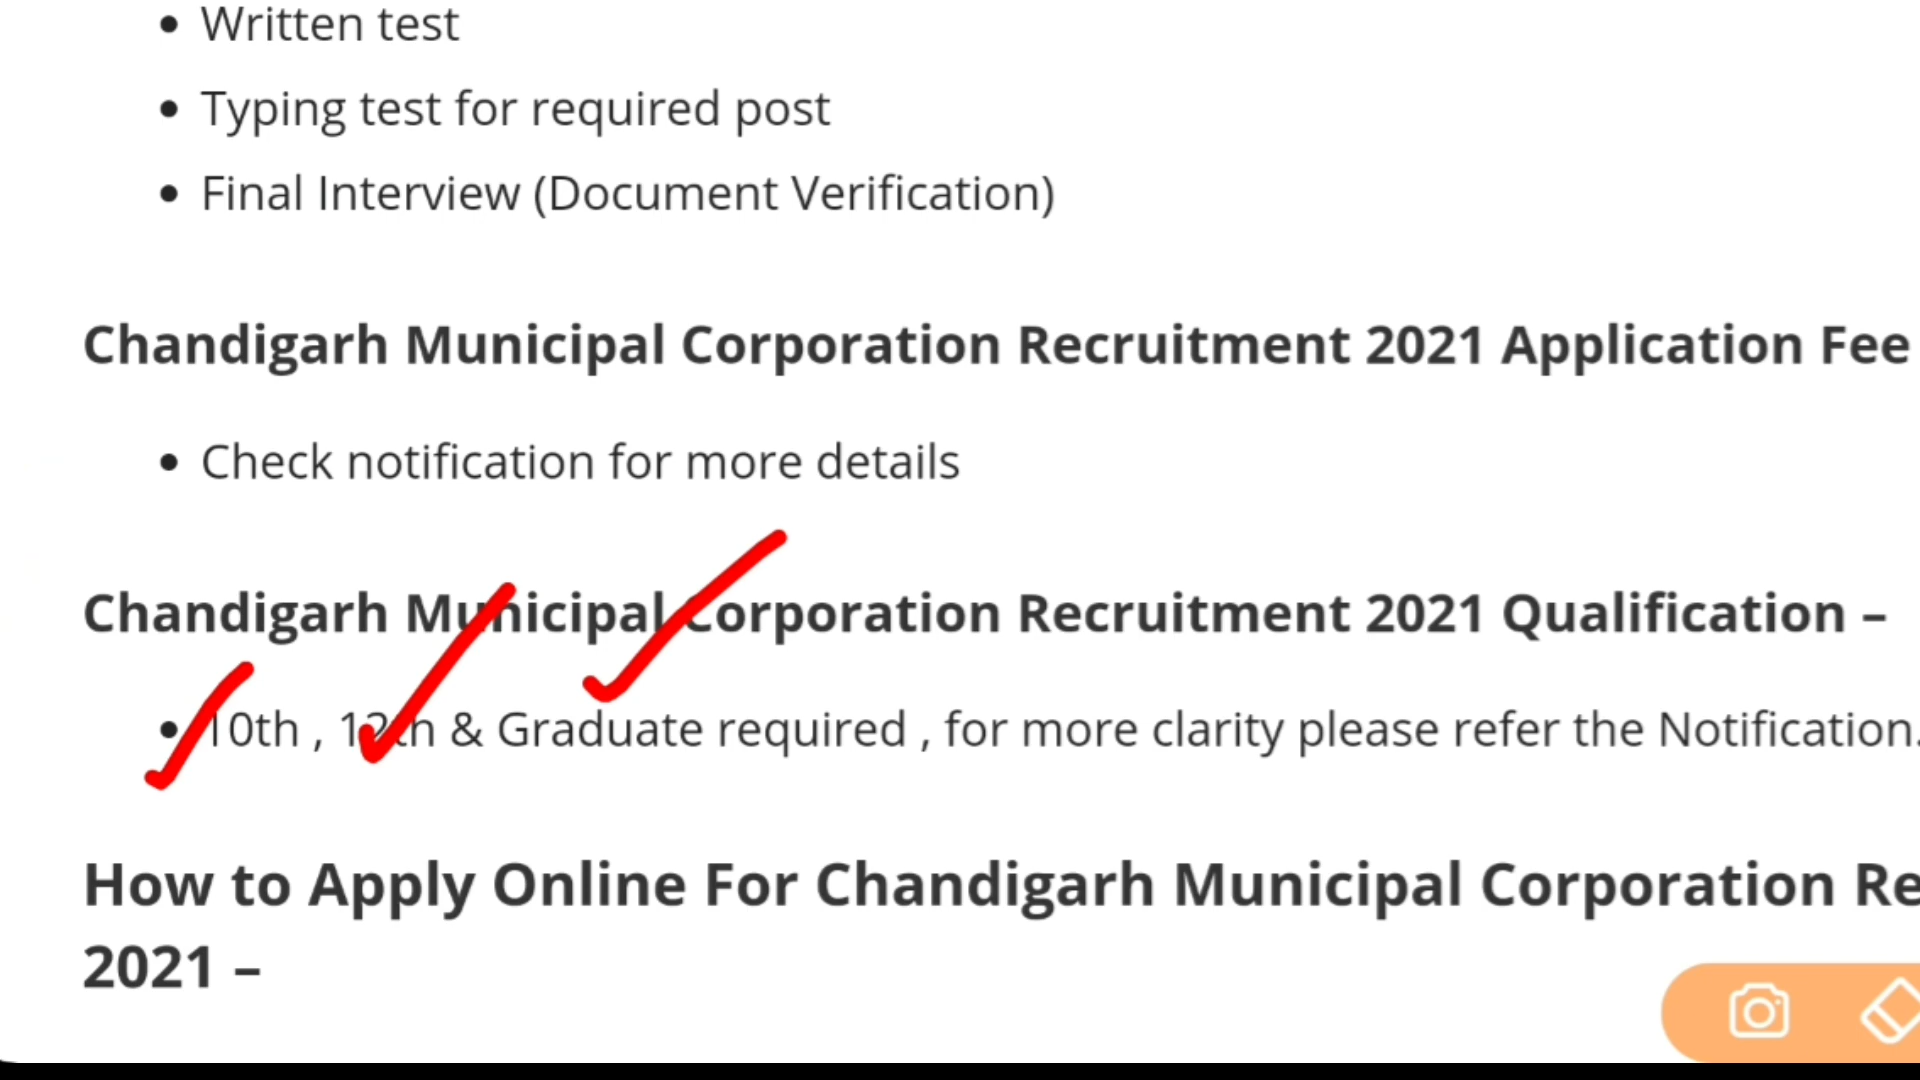 Written test
Typing test for required post
Final Interview (Document Verification)
Chandigarh Municipal Corporation Recruitment 2021 Application Fee
Check notification for more details
Chandigarh Municipal Corporation Recruitment 2021 Qualification –
10th , 12th & Graduate required , for more clarity please refer the Notification.
How to Apply Online For Chandigarh Municipal Corporation Re
2021 –